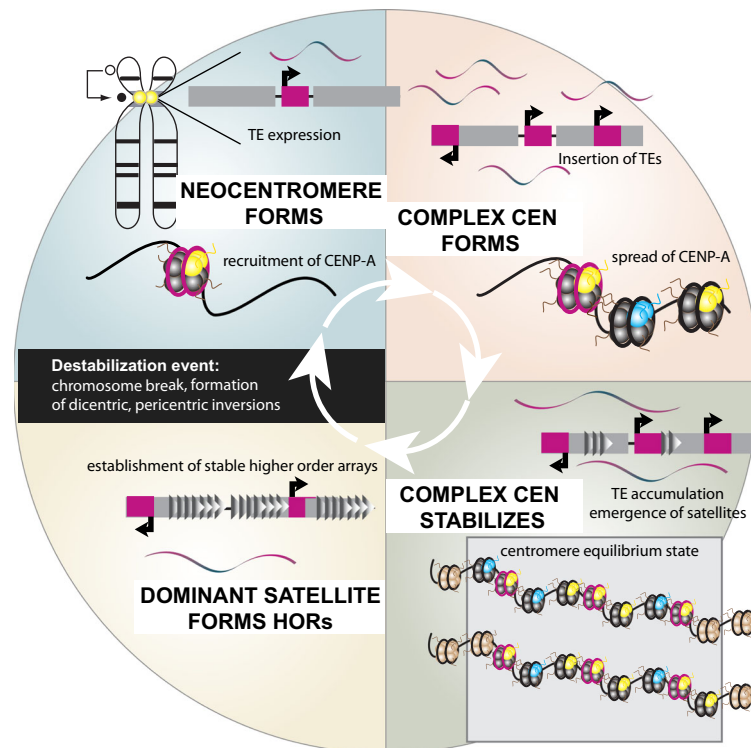 TE expression
NEOCENTROMERE
FORMS
recruitment of CENP-A
Insertion of TEs
COMPLEX CEN
FORMS
spread of CENP-A
Destabilization event:
chromosome break, formation
of dicentric, pericentric inversions
establishment of stable higher order arrays
DOMINANT SATELLITE
FORMS HORs
TE accumulation
emergence of satellites
COMPLEX CEN
STABILIZES
centromere equilibrium state